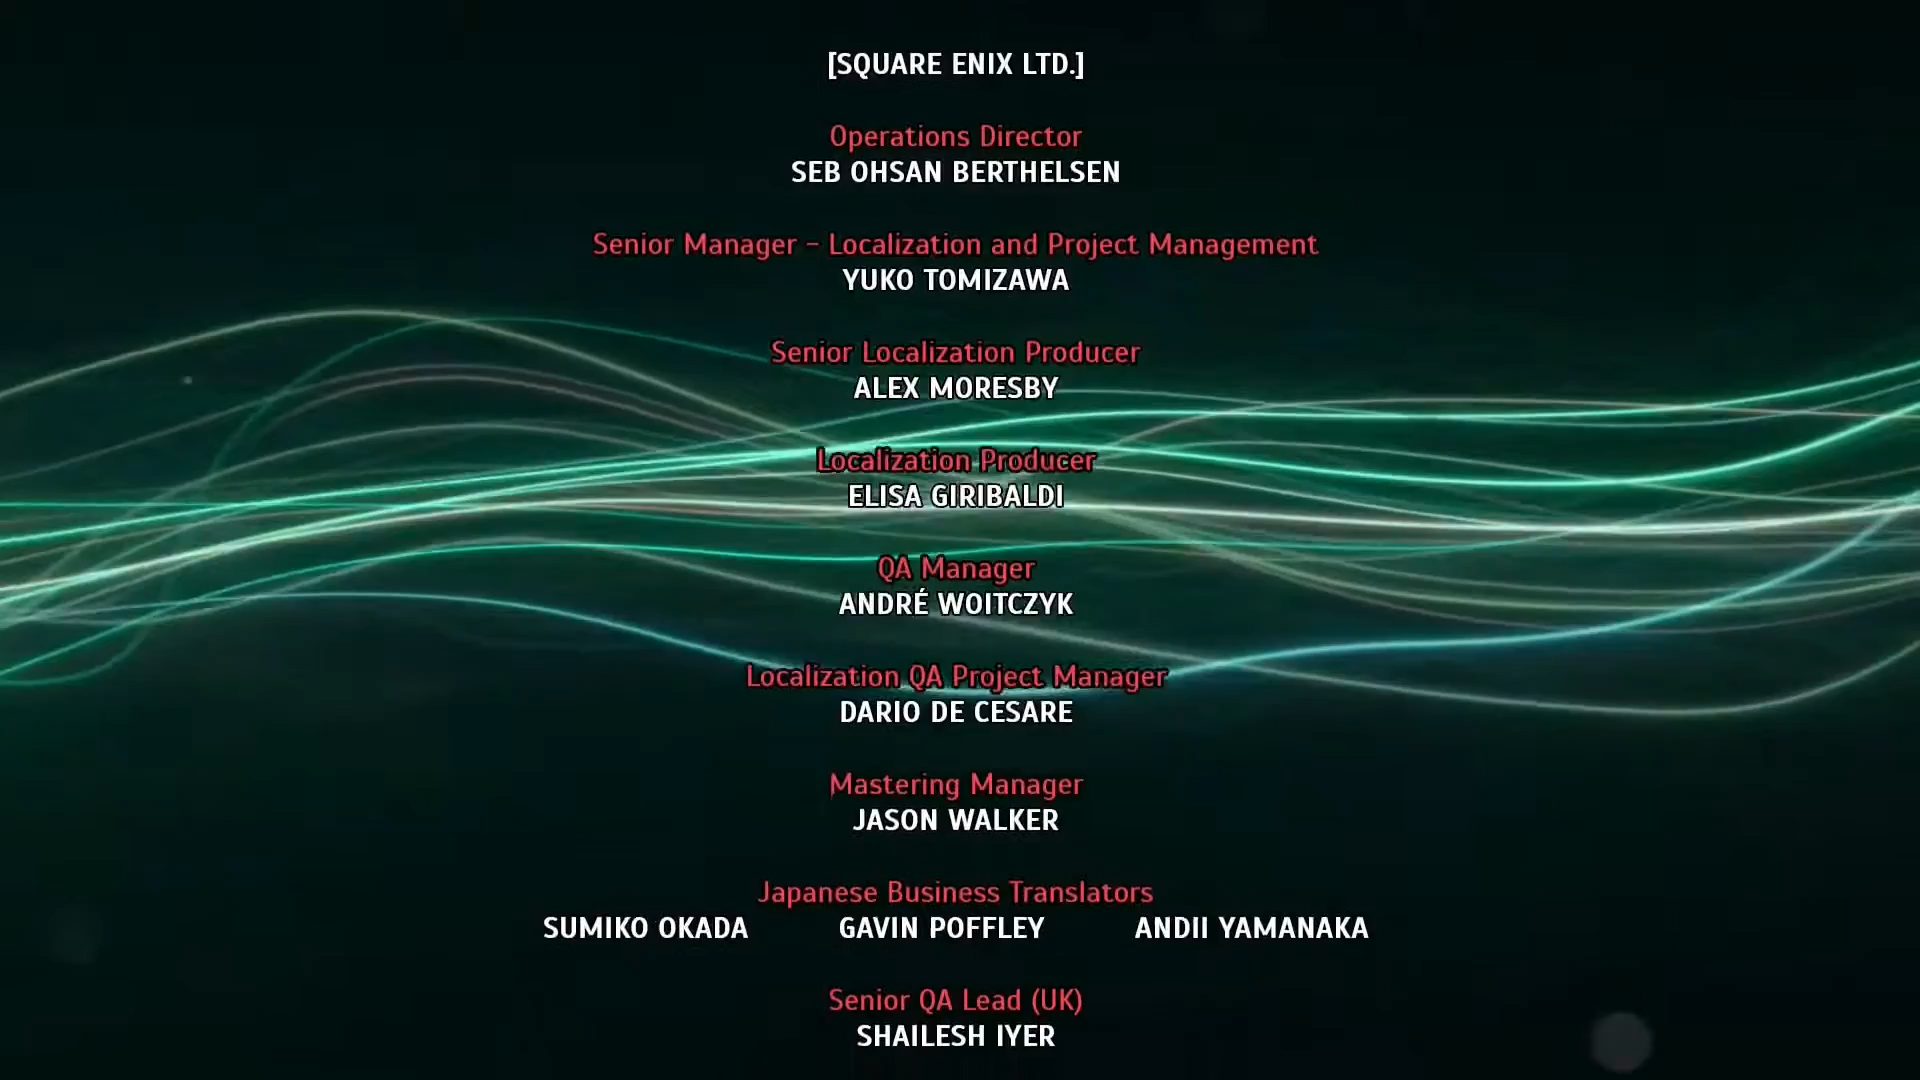 [SQUARE ENIX LTD.]
Operations Director
SEB OHSAN BERTHELSEN
Senior Manager - Localization and Project Management
YUKO TOMIZAWA
Senior Localization Producer
ALEX MORESBY
Localization Producer
ELISA GIRIBALDI
QA Manager
ANDRÉ WOITCZYK
Localization QA Project Manager
DARIO DE CESARE
Mastering Manager
JASON WALKER
Japanese Business Translators
SUMIKO OKADA GAVIN POFFLEY ANDII YAMANAKA
Senior QA Lead (UK)
SHAILESH IYER